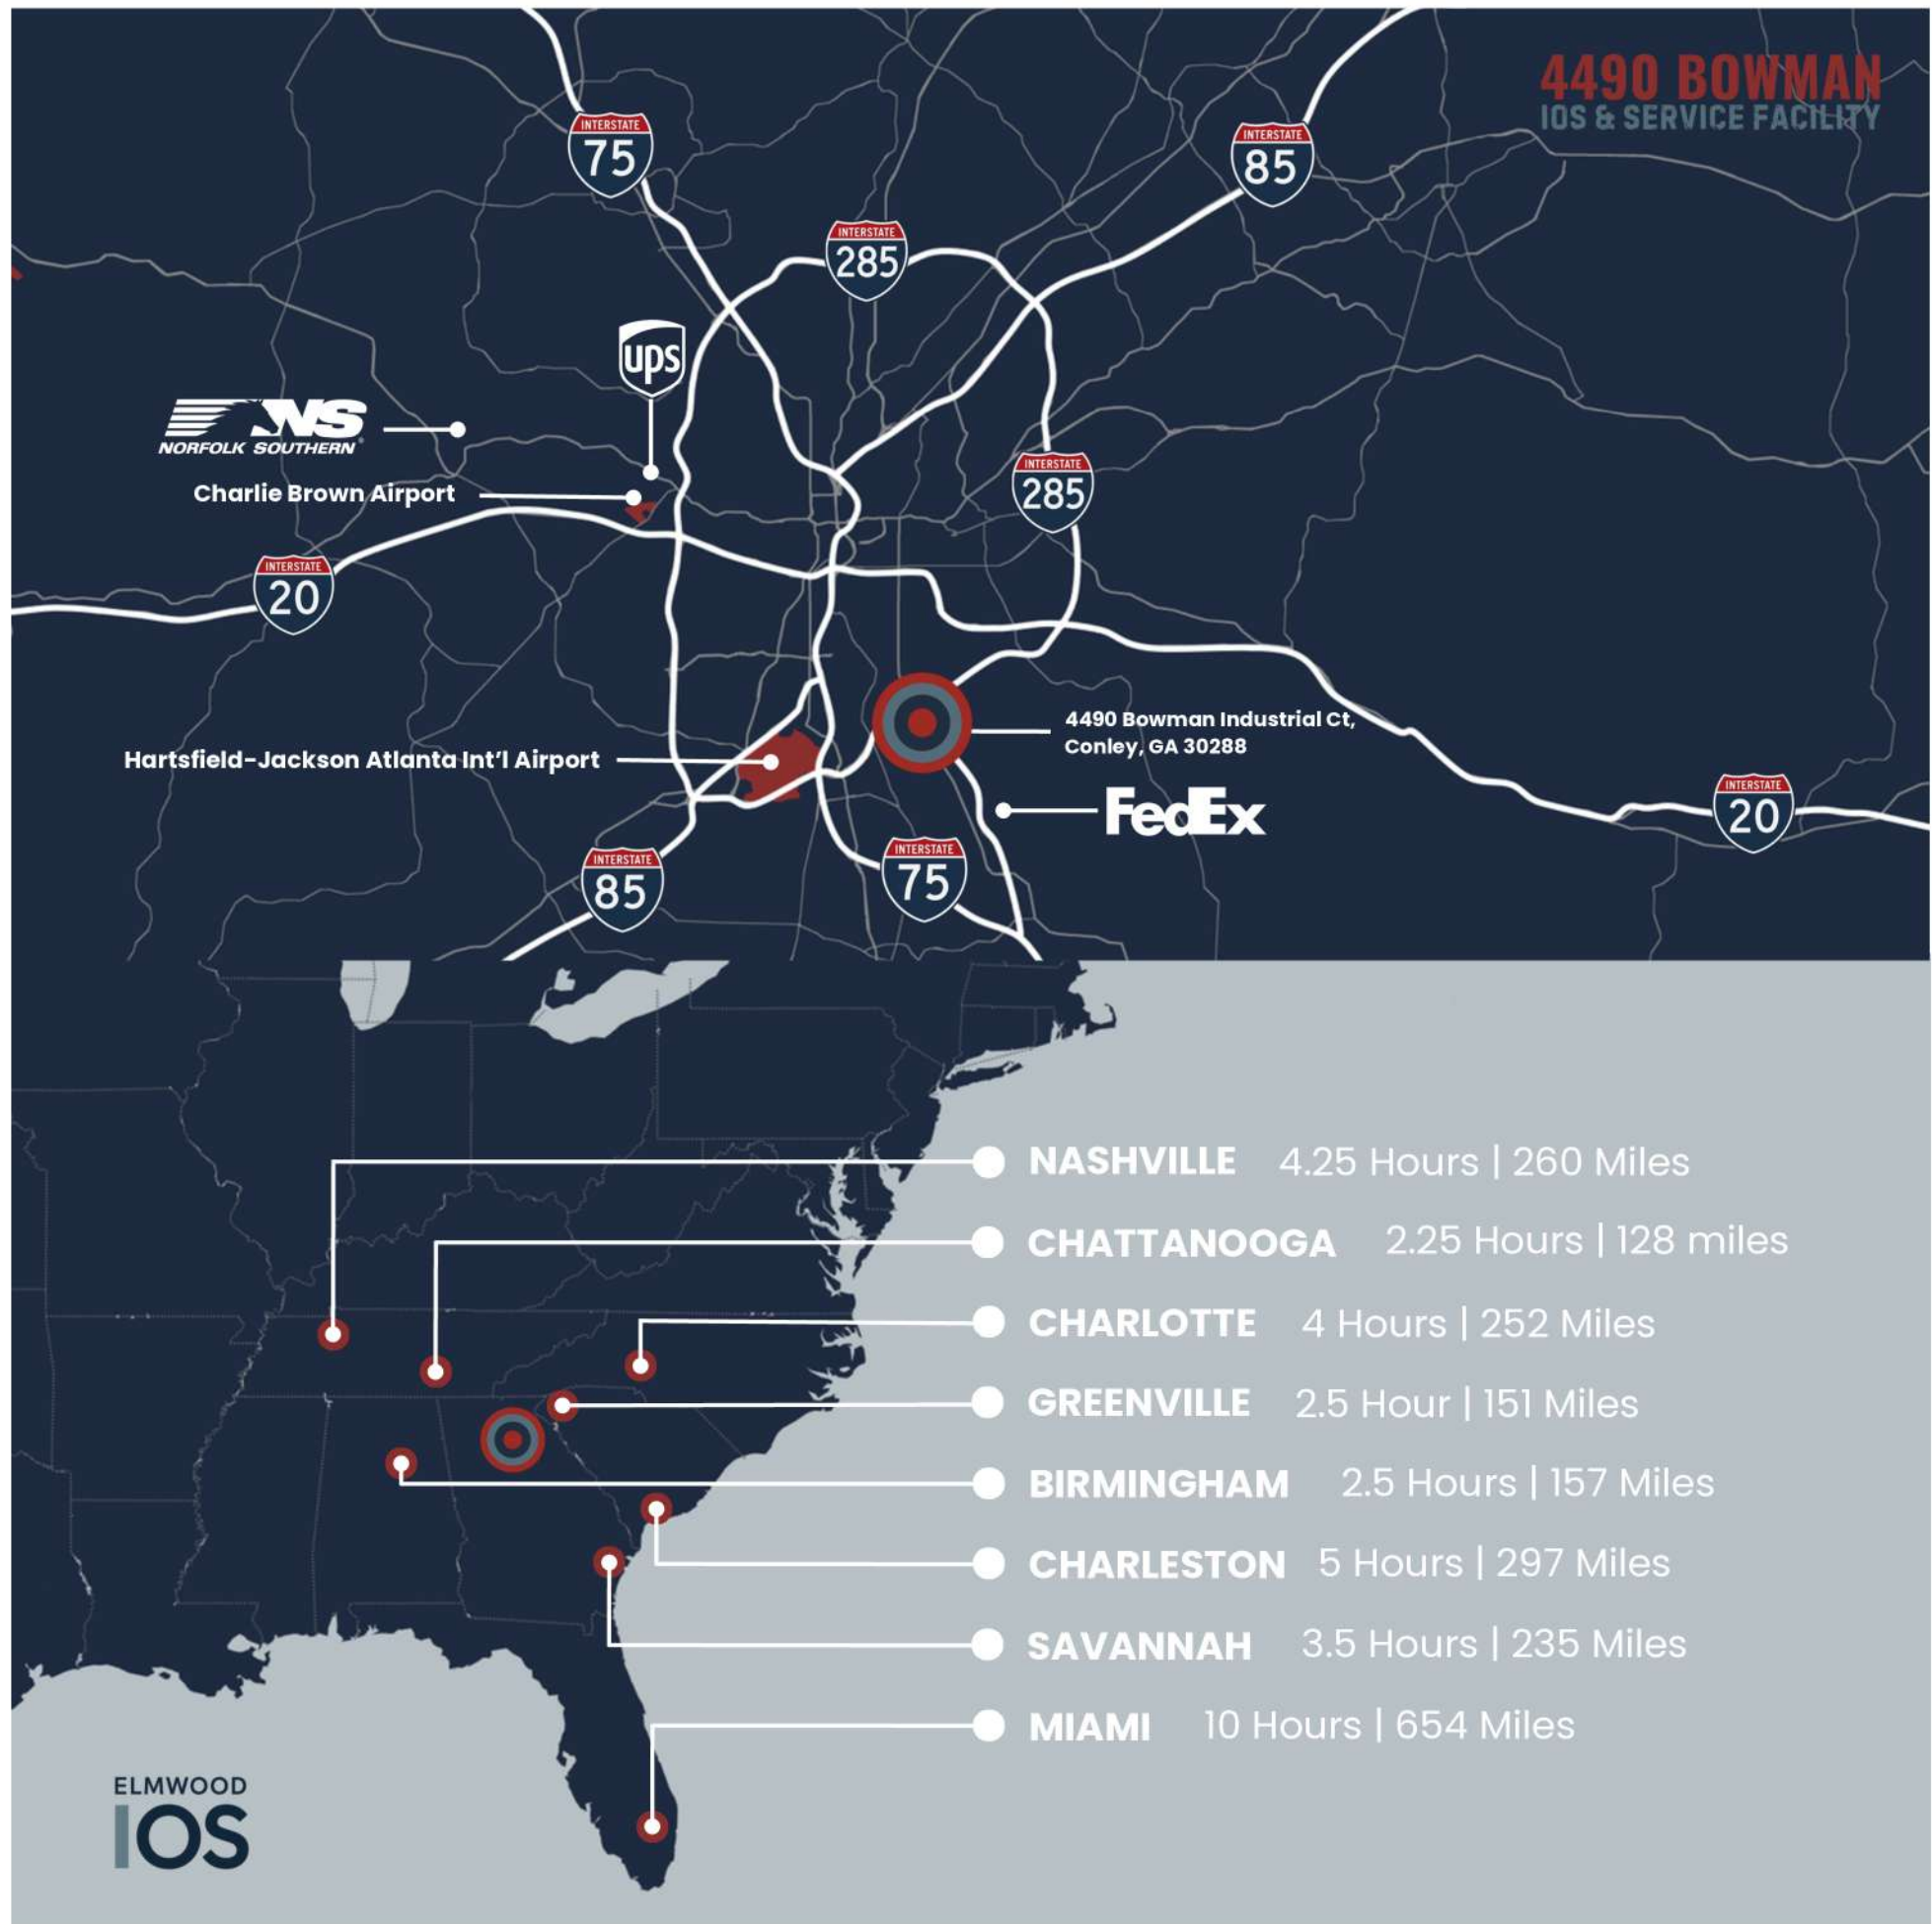 4490 BOWMAN
IOS & SERVICE FACILITY
INTERSTATE
75
INTERSTATE
85
INTERSTATE
285
ups
NS
NORFOLK SOUTHERN®
Charlie Brown Airport
INTERSTATE
285
INTERSTATE
20
4490 Bowman Industrial Ct,
Conley, GA 30288
Hartsfield-Jackson Atlanta Int'l Airport
FedEx
INTERSTATE
20
INTERSTATE
85
INTERSTATE
75
NASHVILLE 4.25 Hours | 260 Miles
CHATTANOOGA 2.25 Hours | 128 miles
CHARLOTTE 4 Hours | 252 Miles
GREENVILLE 2.5 Hour | 151 Miles
BIRMINGHAM 2.5 Hours | 157 Miles
CHARLESTON 5 Hours | 297 Miles
SAVANNAH 3.5 Hours | 235 Miles
MIAMI 10 Hours | 654 Miles
ELMWOOD
IOS